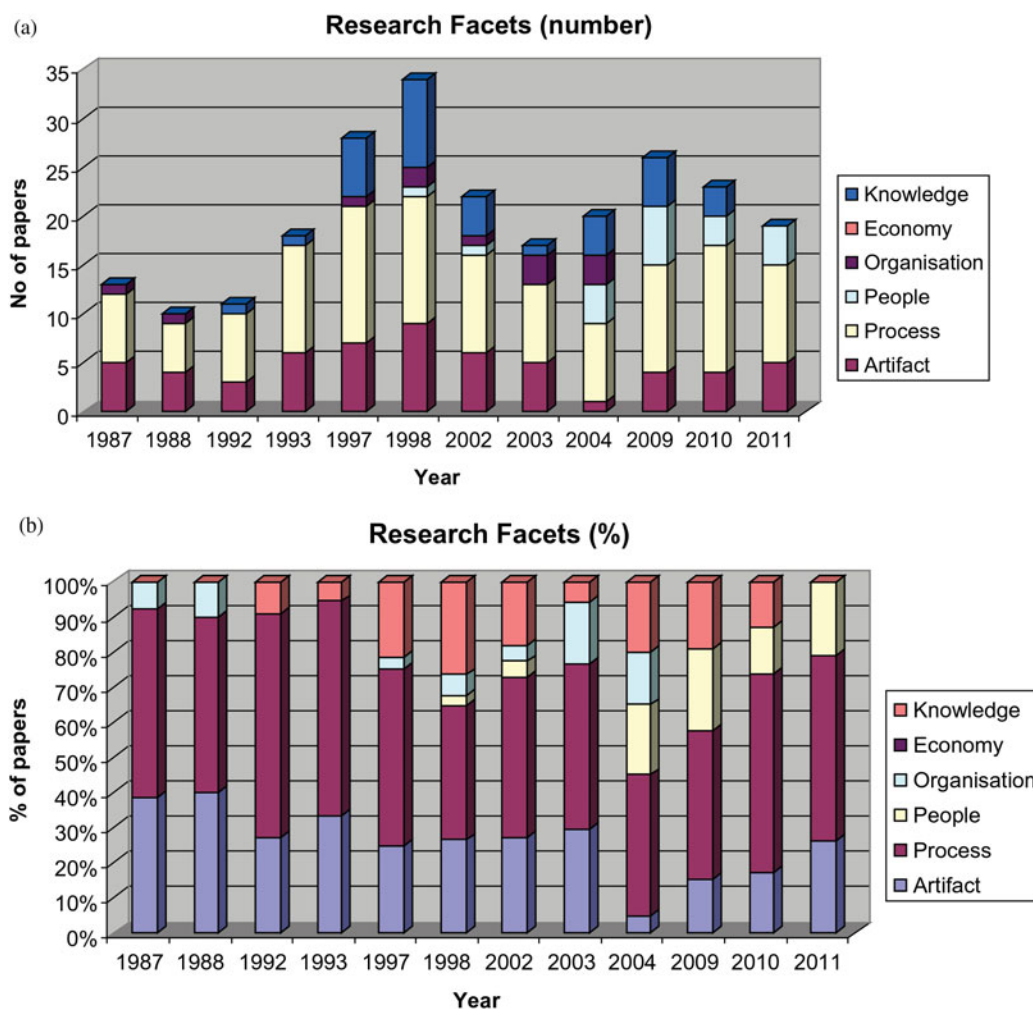 (a)
Research Facets (number)
No of papers
35
30
25
20
15
10
5
0
1987 1988 1992 1993 1997 1998 2002 2003 2004 2009 2010 2011
Year
Knowledge
Economy
Organisation
People
Process
Artifact
(b)
Research Facets (%)
% of papers
100%
90%
80%
70%
60%
50%
40%
30%
20%
10%
0%
1987 1988 1992 1993 1997 1998 2002 2003 2004 2009 2010 2011
Year
Knowledge
Economy
Organisation
People
Process
Artifact